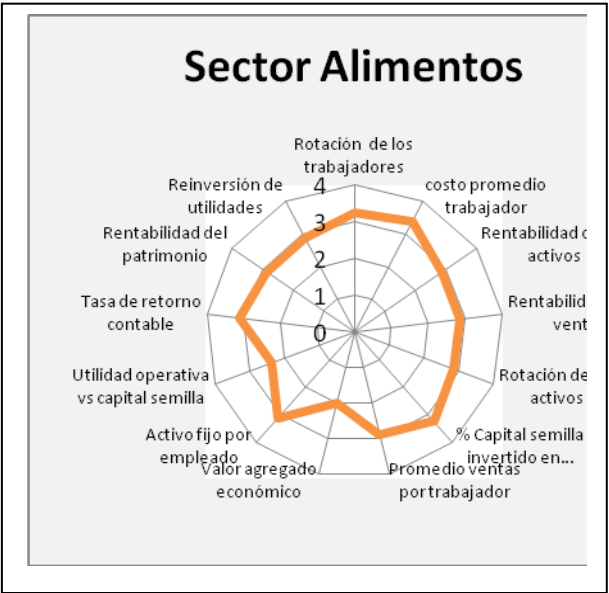 Sector Alimentos
Rotación de los
trabajadores
costo promedio
trabajador
Rentabilidad
activos
Rotación de
activos
% Capital semilla
invertido en...
Promedio ventas
por trabajador
Valor agregado
económico
Activo fijo por
empleado
Utilidad operativa
vs capital semilla
Tasa de retorno
contable
Rentabilidad del
patrimonio
Reinversión de
utilidades
4
3
2
1
0